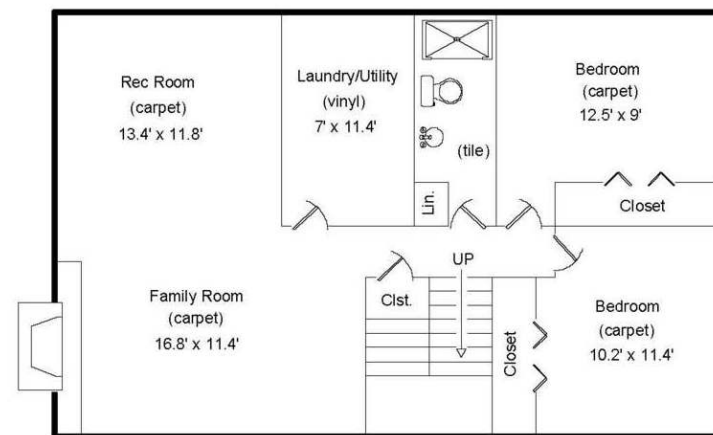 Rec Room
(carpet)
13.4' x 11.8'
Laundry/Utility
(vinyl)
7' x 11.4'
(tile)
Lin.
Bedroom
(carpet)
12.5' x 9'
Closet
UP
Clst.
Family Room
(carpet)
16.8' x 11.4'
Closet
Bedroom
(carpet)
10.2' x 11.4'